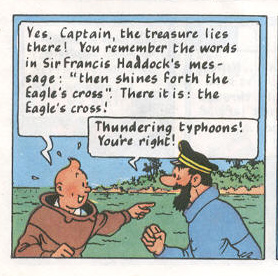 Yes, Captain, the treasure lies
there! You remember the words
in Sir Francis Haddock's mes-
sage: "then shines forth the
Eagle's cross". There it is: the
Eagle's cross!
Thundering typhoons!
You're right!